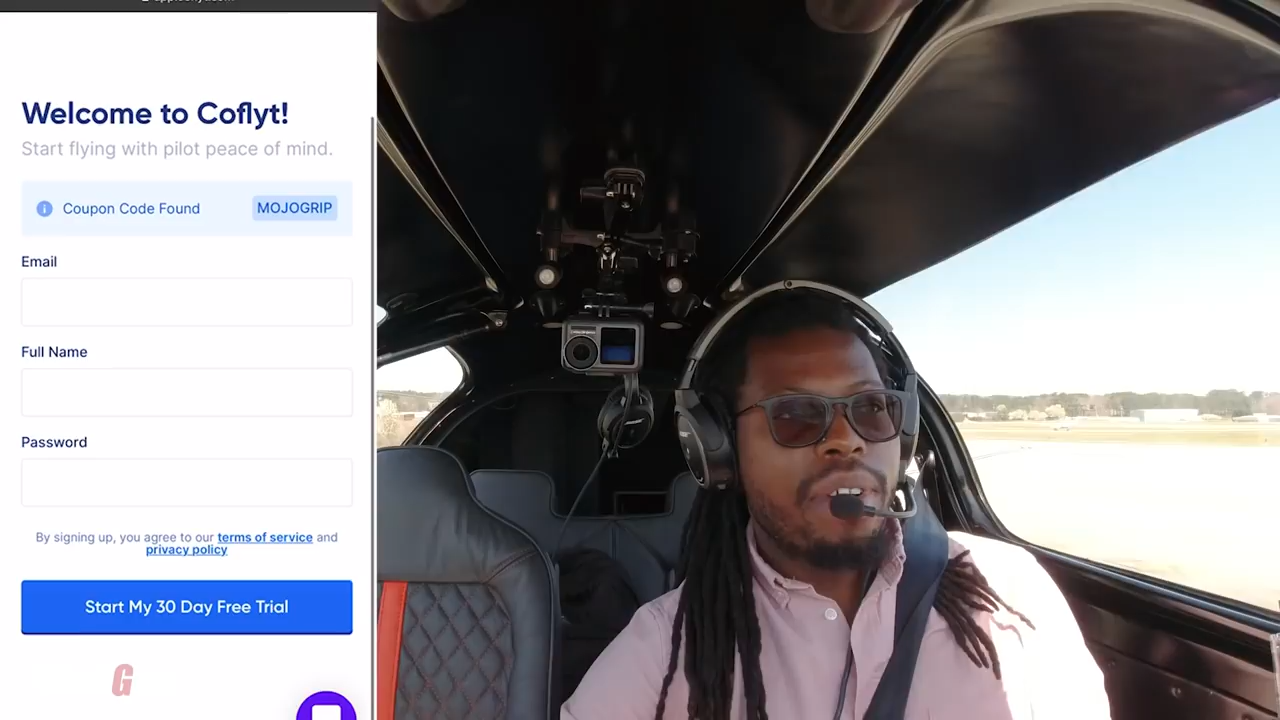 Welcome to Coflyt!
Start flying with pilot peace of mind.
Coupon Code Found
MOJOGRIP
Email
Full Name
Password
By signing up, you agree to our terms of service and
privacy policy
Start My 30 Day Free Trial
G